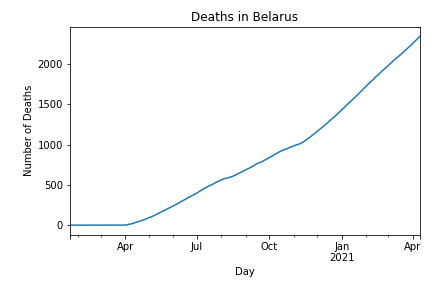 Deaths in Belarus
Number of Deaths
2000
1500
1000
500
0
Apr Jul Oct Jan Apr
2021
Day